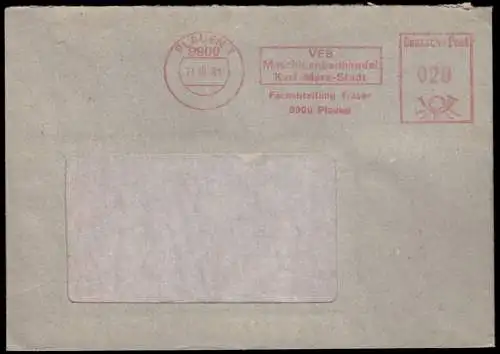 PLAUEN 1
9900
VEB
Maschinenbauhandel
Karl-Marx-Stadt
Fachabteilung Fräser
9900 Plauen
Deutsche Post
020